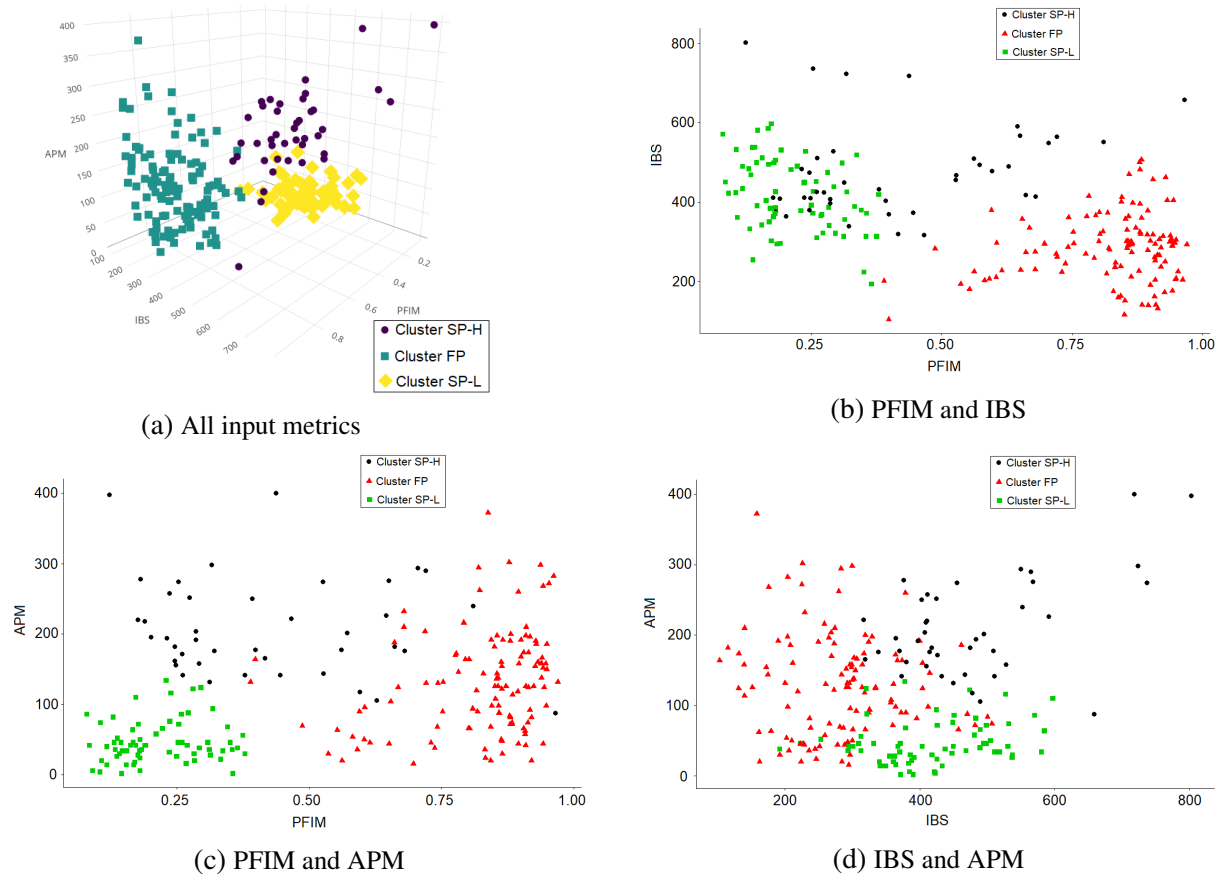 400
350
300
250
200
150
100
50
0
APM
100
200
300
400
500
600
700
IBS
0.2
0.4
0.6
0.8
PFIM
Cluster SP-H
Cluster FP
Cluster SP-L
(a) All input metrics
Cluster SP-H
Cluster FP
Cluster SP-L
800
600
400
200
IBS
0.25
0.50
0.75
1.00
PFIM
(b) PFIM and IBS
Cluster SP-H
Cluster FP
Cluster SP-L
400
300
200
100
0
APM
0.25
0.50
0.75
1.00
PFIM
(c) PFIM and APM
Cluster SP-H
Cluster FP
Cluster SP-L
400
300
200
100
0
APM
200
400
600
800
IBS
(d) IBS and APM